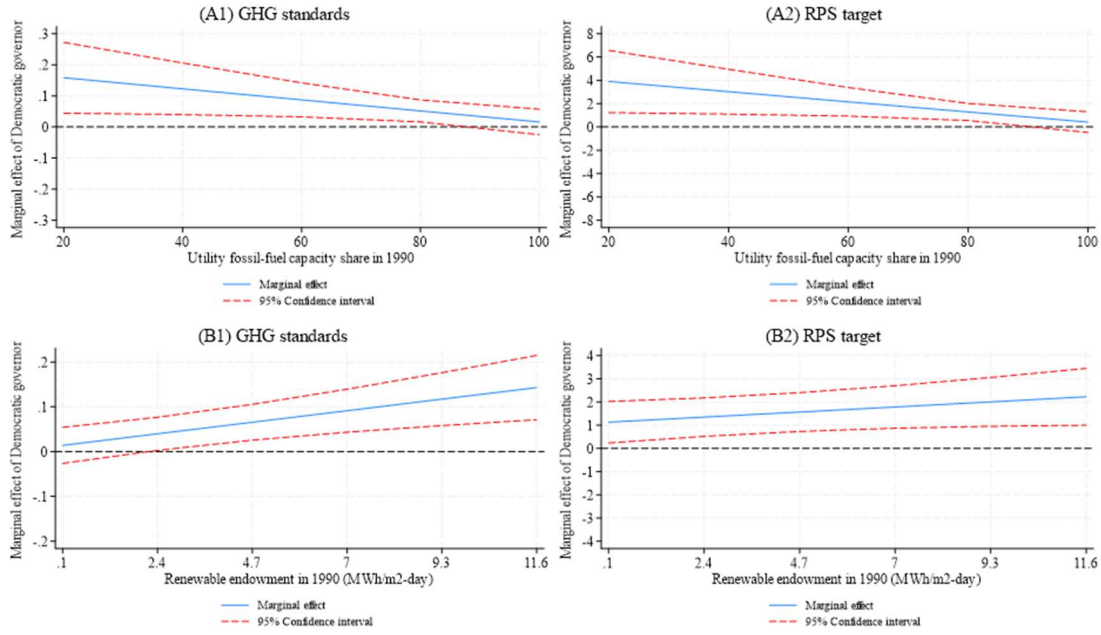 (A1) GHG standards
Marginal effect of Democratic governor
.3
.2
.1
0
-.1
-.2
-.3
20
40
60
80
100
Utility fossil-fuel capacity share in 1990
Marginal effect
95% Confidence interval
(A2) RPS target
Marginal effect of Democratic governor
8
6
4
2
0
-2
-4
-6
-8
20
40
60
80
100
Utility fossil-fuel capacity share in 1990
Marginal effect
95% Confidence interval
(B1) GHG standards
Marginal effect of Democratic governor
.2
.1
0
-.1
-.2
.1
2.4
4.7
7
9.3
11.6
Renewable endowment in 1990 (MWh/m2-day)
Marginal effect
95% Confidence interval
(B2) RPS target
Marginal effect of Democratic governor
4
3
2
1
0
-1
-2
-3
-4
.1
2.4
4.7
7
9.3
11.6
Renewable endowment in 1990 (MWh/m2-day)
Marginal effect
95% Confidence interval